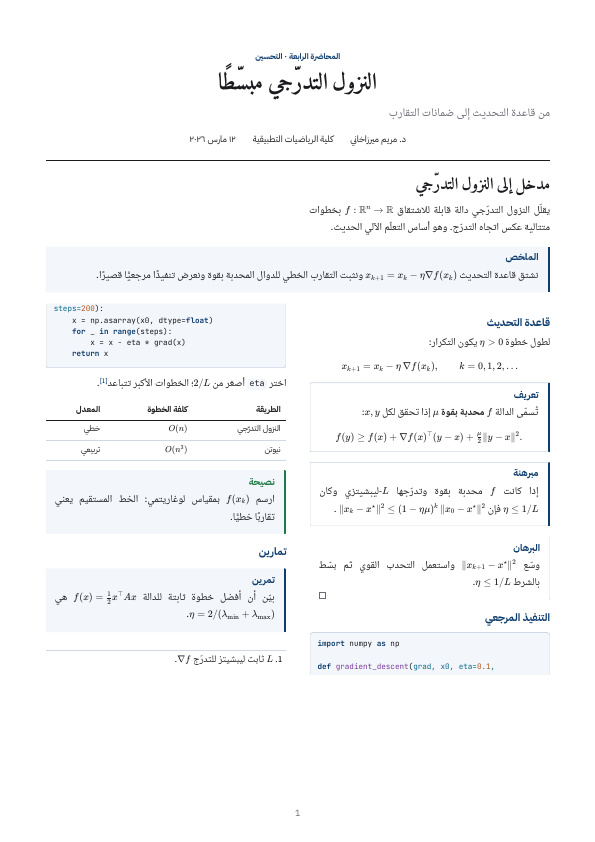 المحاضرة الرابعة · التحسين
النزول التدرّجي مبسّطًا
من قاعدة التحديث إلى ضمانات التقارب
د. مريم ميرزاخاني    كلية الرياضيات التطبيقية    ١٢ مارس ٢٠٢٦
مدخل إلى النزول التدرّجي
يقلّل النزول التدرّجي دالة قابلة للاشتقاق f : ℝⁿ → ℝ بخطوات
متتالية عكس اتجاه التدرّج. وهو أساس التعلّم الآلي الحديث.
الملخص
نشتق قاعدة التحديث x_{k+1} = x_k − η∇f(x_k) ونثبت التقارب الخطي للدوال المحدبة بقوة ونعرض تنفيذًا مرجعيًا قصيرًا.
قاعدة التحديث
لطول خطوة η > 0 يكون التكرار:
x_{k+1} = x_k − η ∇f(x_k),    k = 0, 1, 2, …
تعريف
تُسمّى الدالة f محدبة بقوة μ إذا تحقق لكل x, y:
f(y) ≥ f(x) + ∇f(x)^⊤(y − x) + μ/2‖y − x‖².
مبرهنة
إذا كانت f محدبة بقوة وتدرّجها L-ليبشيتزي وكان
η ≤ 1/L فإن ‖x_k − x*‖² ≤ (1 − ημ)^k ‖x_0 − x*‖².
البرهان
وسّع ‖x_{k+1} − x*‖² واستعمل التحدب القوي ثم بسّط
بالشرط η ≤ 1/L.
□
التنفيذ المرجعي
import numpy as np
def gradient_descent(grad, x0, eta=0.1,
steps=200):
    x = np.asarray(x0, dtype=float)
    for _ in range(steps):
        x = x - eta * grad(x)
    return x
اختر eta أصغر من 2/L؛ الخطوات الأكبر تتباعد[1].
الطريقة    كلفة الخطوة    المعدل
النزول التدرّجي    O(n)    خطي
نيوتن    O(n³)    تربيعي
نصيحة
ارسم f(x_k) بمقياس لوغاريتمي: الخط المستقيم يعني
تقاربًا خطيًا.
تمارين
تمرين
بيّن أن أفضل خطوة ثابتة للدالة f(x) = ½x^⊤Ax هي
η = 2/(λ_min + λ_max).
1. L ثابت ليبشيتز للتدرّج ∇f.
1